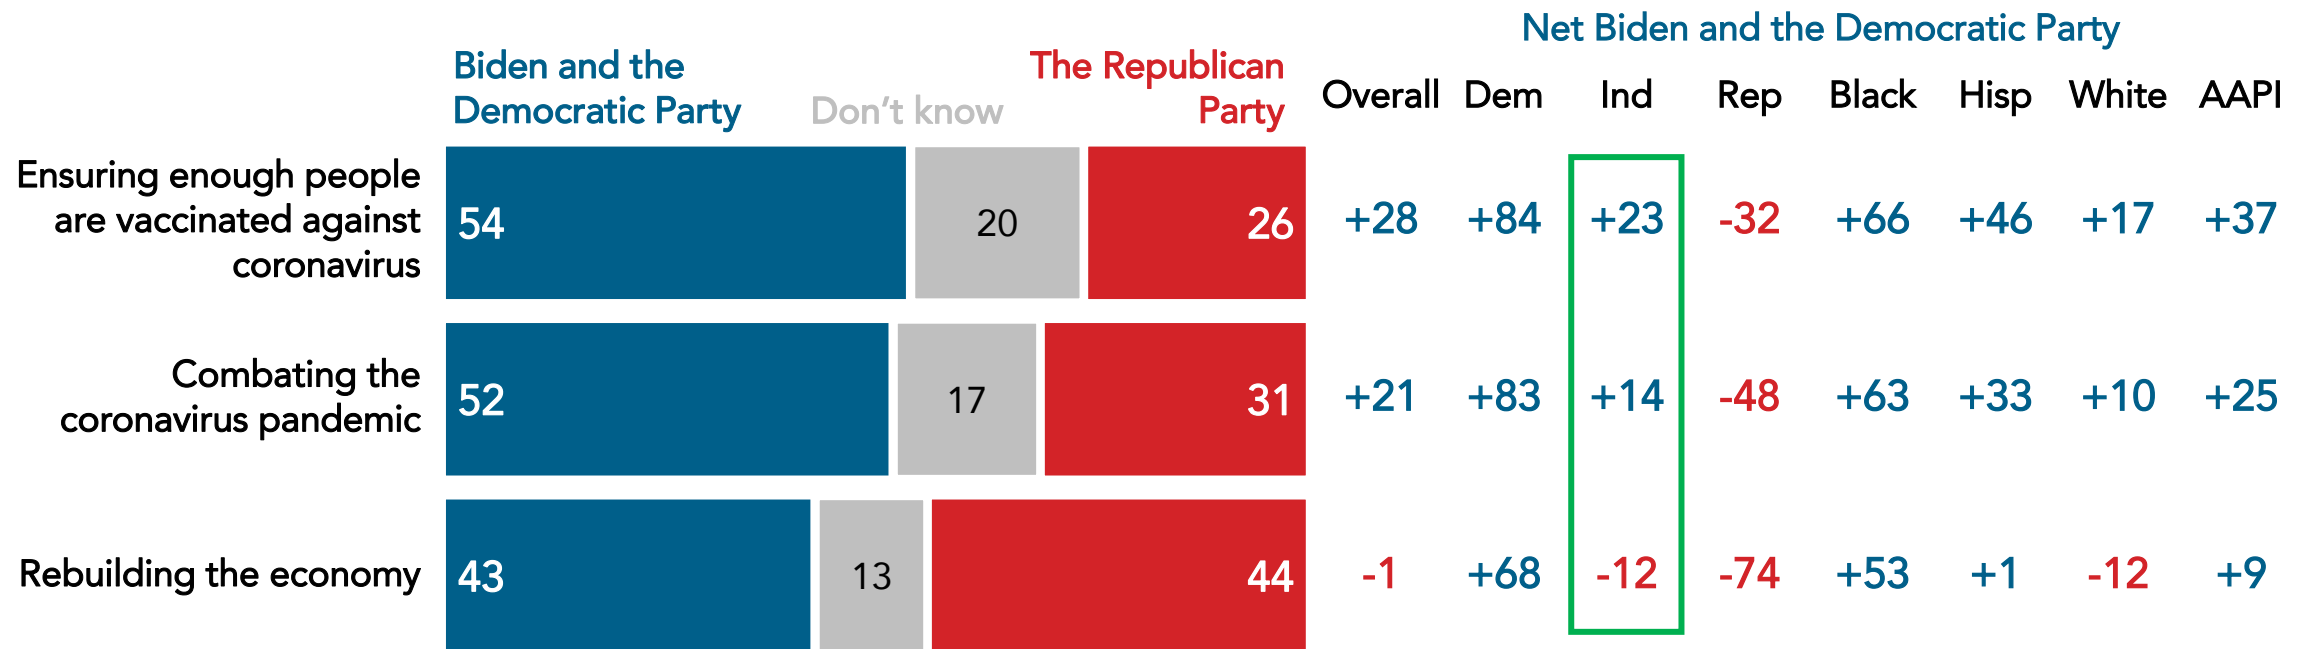 Net Biden and the Democratic Party
Biden and the
Democratic Party
Don't know
The Republican
Party
Overall Dem Ind Rep Black Hisp White AAPI
Ensuring enough people
are vaccinated against
coronavirus
54 20 26 +28 +84 +23 -32 +66 +46 +17 +37
Combating the
coronavirus pandemic
52 17 31 +21 +83 +14 -48 +63 +33 +10 +25
Rebuilding the economy
43 13 44 -1 +68 -12 -74 +53 +1 -12 +9